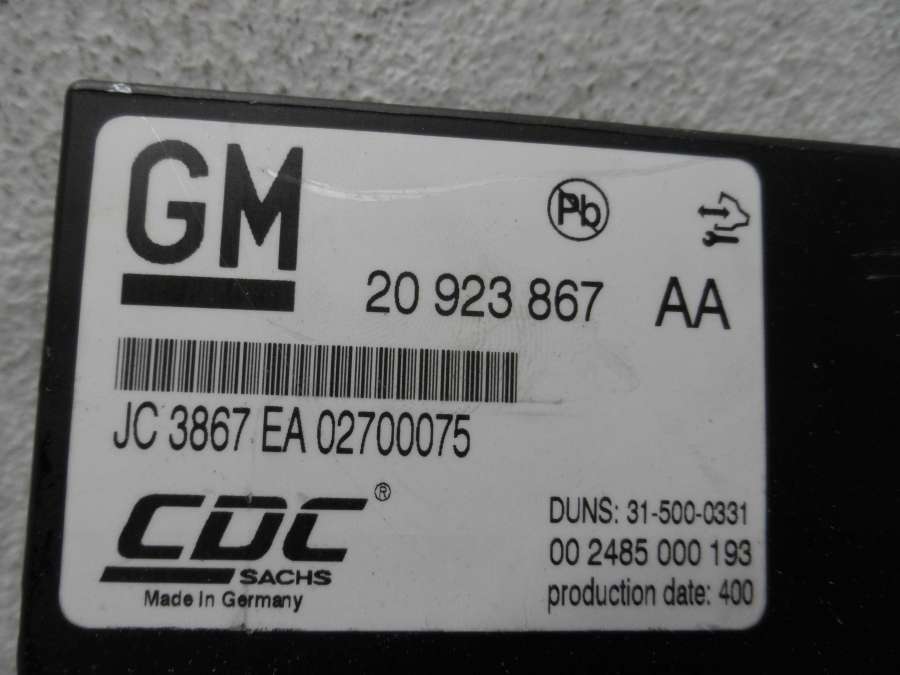 GM
Pb
20 923 867 AA
JC 3867 EA 02700075
CDC®
SACHS
Made In Germany
DUNS: 31-500-0331
00 2485 000 193
production date: 400